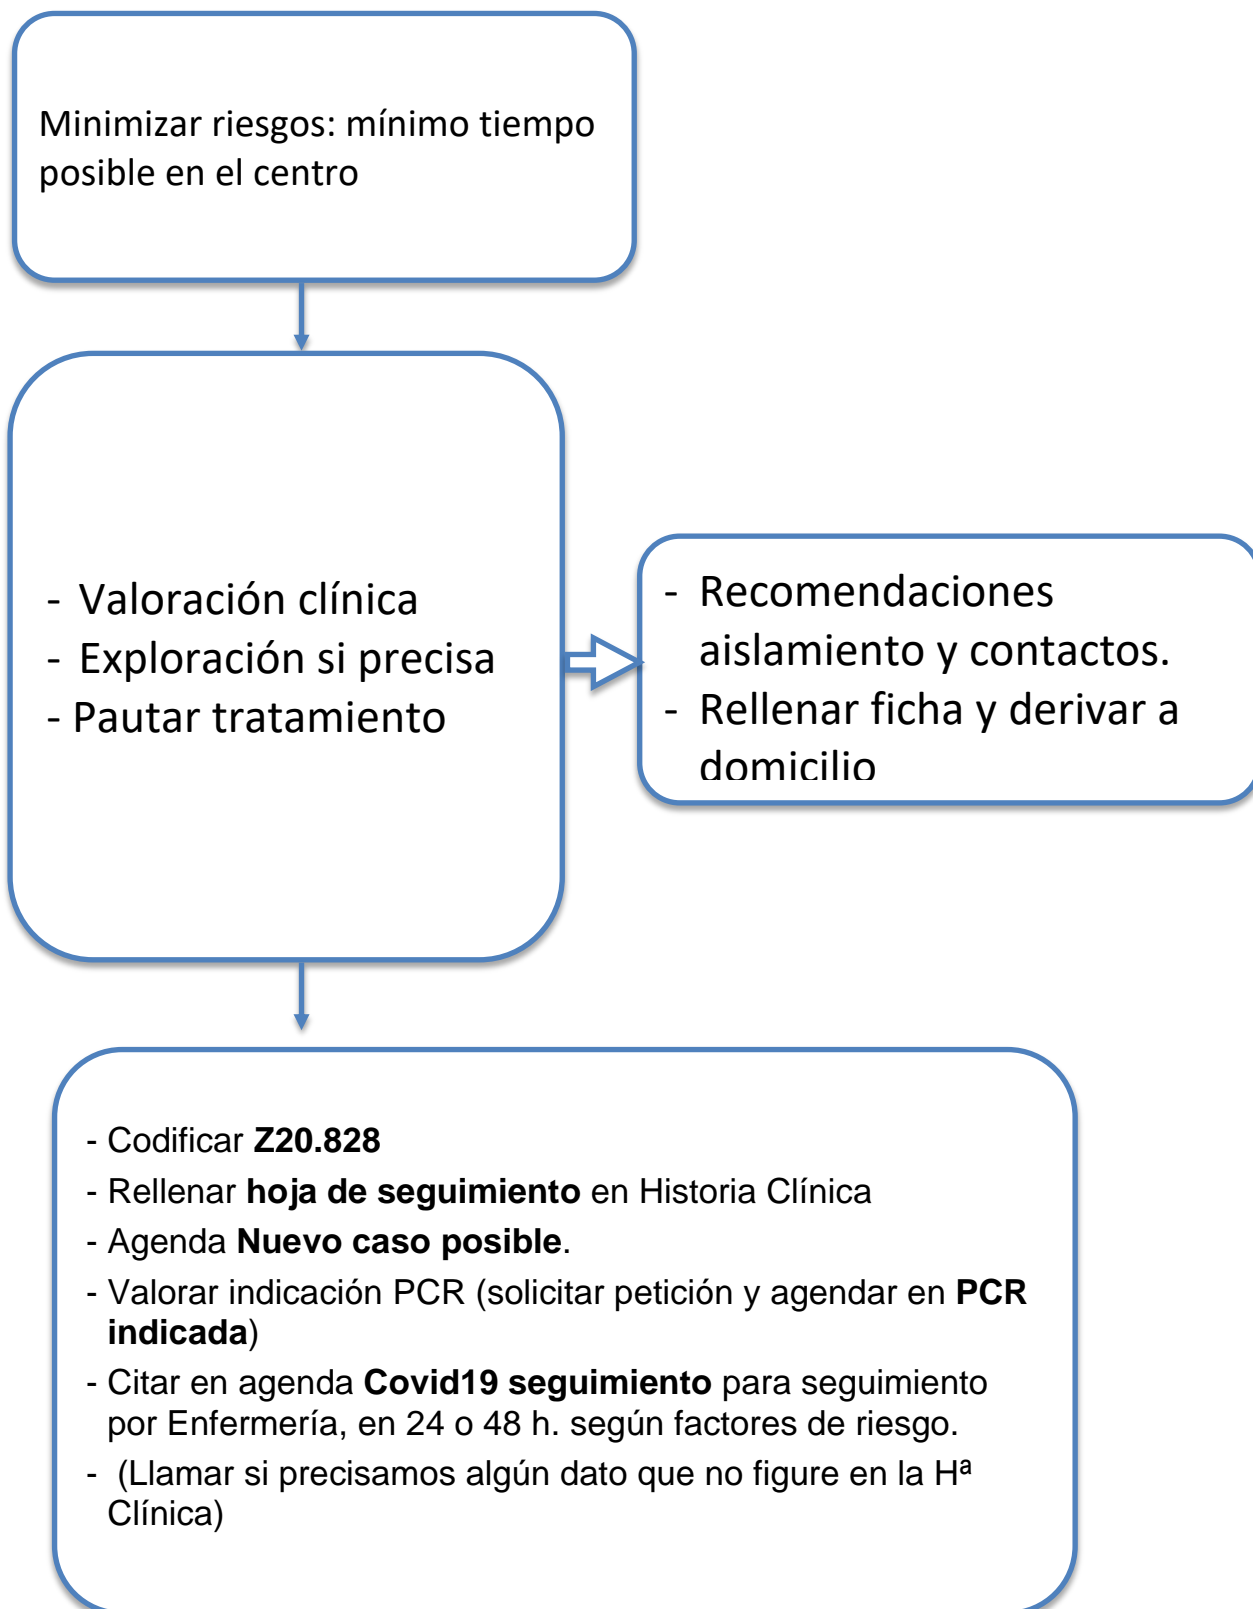 Minimizar riesgos: mínimo tiempo
posible en el centro
- Valoración clínica
- Exploración si precisa
- Pautar tratamiento
- Recomendaciones
aislamiento y contactos.
- Rellenar ficha y derivar a
domicilio
- Codificar Z20.828
- Rellenar hoja de seguimiento en Historia Clínica
- Agenda Nuevo caso posible.
- Valorar indicación PCR (solicitar petición y agendar en PCR
indicada)
- Citar en agenda Covid19 seguimiento para seguimiento
por Enfermería, en 24 o 48 h. según factores de riesgo.
- (Llamar si precisamos algún dato que no figure en la Hª
Clínica)